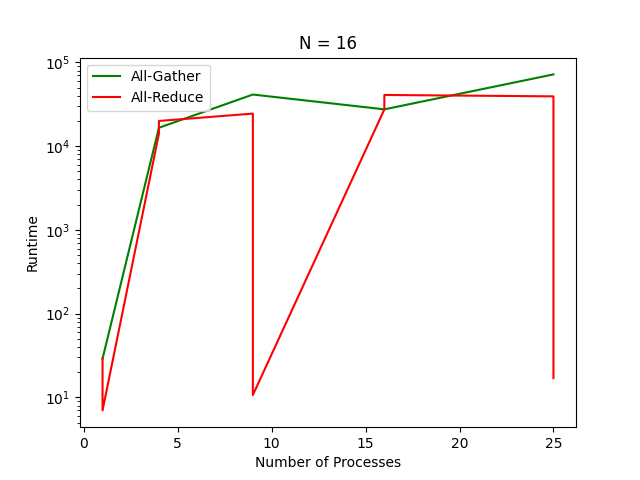 N = 16
All-Gather
All-Reduce
Runtime
10^5
10^4
10^3
10^2
10^1
0
5
10
15
20
25
Number of Processes